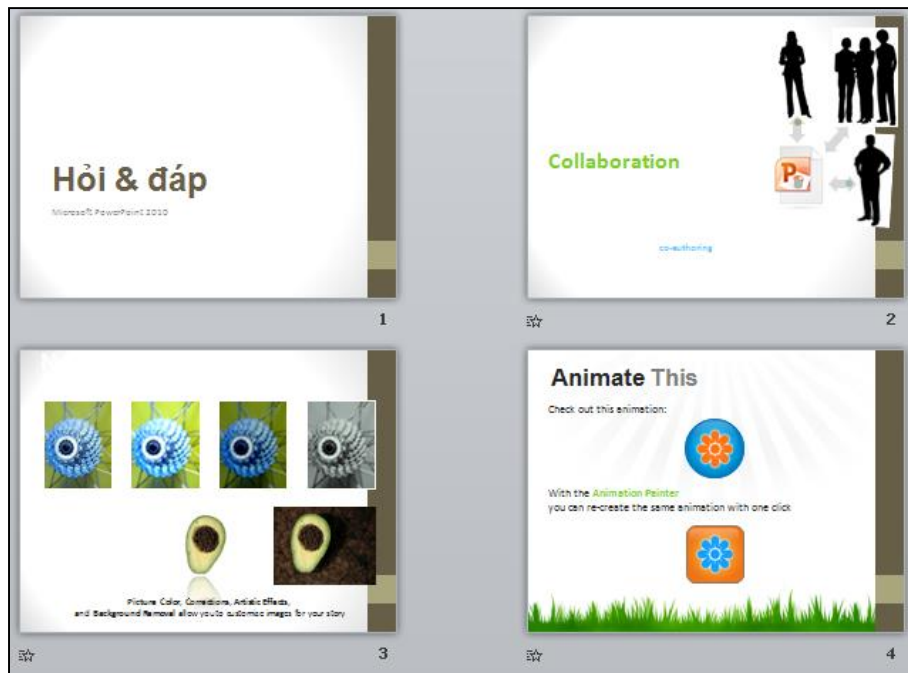 Hỏi & đáp
Microsoft PowerPoint 2010
1
Collaboration
P
co-authoring
2
Picture Color, Corrections, Artistic Effects,
and Background Removal allow you to customize images for your story
3
Animate This
Check out this animation:
With the Animation Painter
you can re-create the same animation with one click
4